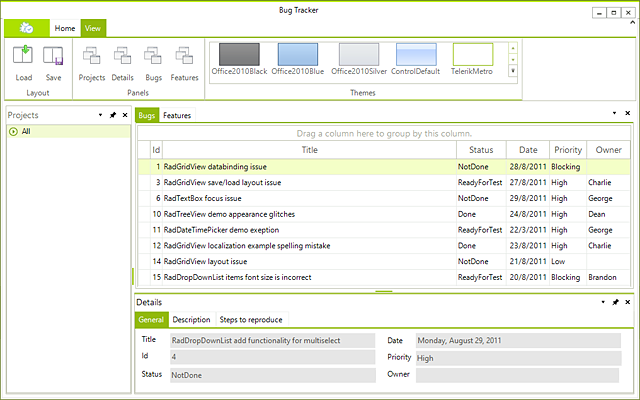 Bug Tracker
Home View
Load Save
Layout
Projects Details Bugs Features
Panels
Office2010Black Office2010Blue Office2010Silver ControlDefault TelerikMetro
Themes
Projects
All
Bugs Features
Drag a column here to group by this column.
Id Title Status Date Priority Owner
1 RadGridView databinding issue NotDone 28/8/2011 Blocking
3 RadGridView save/load layout issue ReadyForTest 27/8/2011 High Charlie
6 RadTextBox focus issue NotDone 29/8/2011 High George
10 RadTreeView demo appearance glitches Done 24/8/2011 High Dean
11 RadDateTimePicker demo exeption ReadyForTest 22/3/2011 High George
12 RadGridView localization example spelling mistake Done 23/8/2011 High Charlie
14 RadGridView layout issue NotDone 21/8/2011 Low
15 RadDropDownList items font size is incorrect ReadyForTest 20/8/2011 Blocking Brandon
Details
General Description Steps to reproduce
Title RadDropDownList add functionality for multiselect Date Monday, August 29, 2011
Id 4 Priority High
Status NotDone Owner